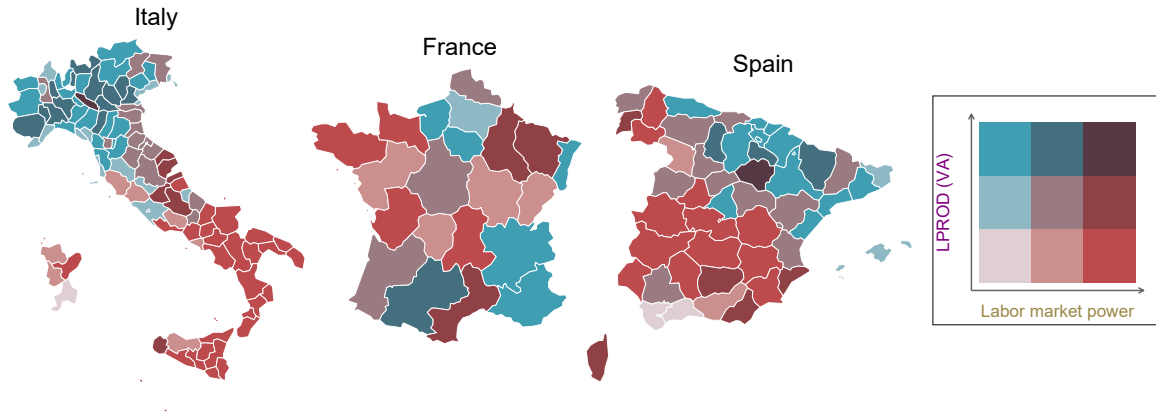 Italy
France
Spain
LPROD (VA)
Labor market power